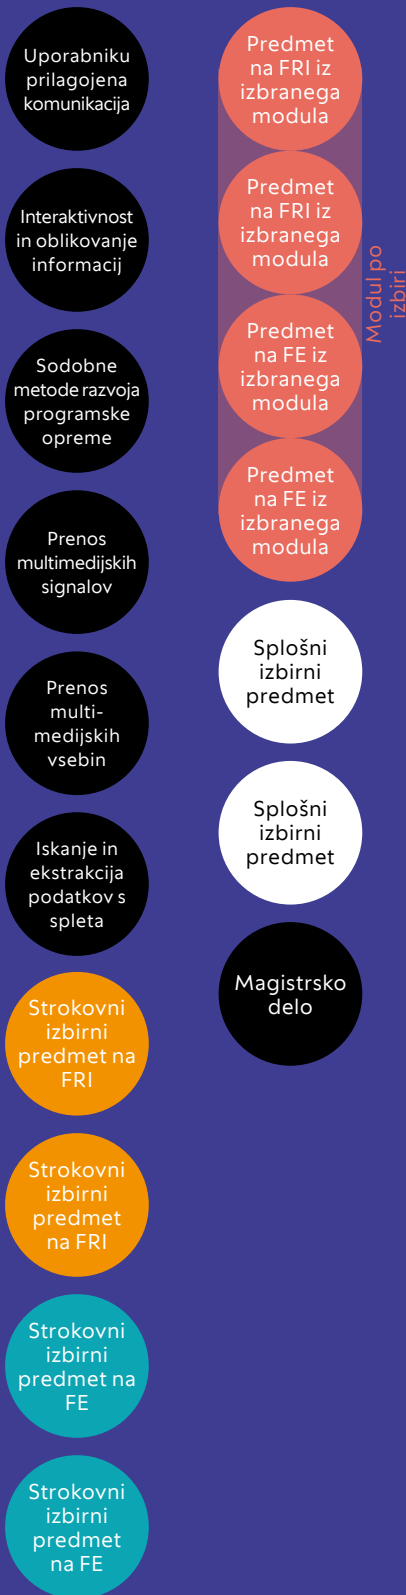 Uporabniku
prilagojena
komunikacija
Interaktivnost
in oblikovanje
informacij
Sodobne
metode razvoja
programske
opreme
Prenos
multimedijskih
signalov
Prenos
multi-
medijskih
vsebin
Iskanje in
ekstrakcija
podatkov s
spleta
Strokovni
izbirni
predmet na
FRI
Strokovni
izbirni
predmet
na FRI
Strokovni
izbirni
predmet na
FE
Strokovni
izbirni
predmet
na FE
Predmet
na FRI iz
izbranega
modula
Predmet
na FRI iz
izbranega
modula
Predmet
na FE iz
izbranega
modula
Predmet
na FE iz
izbranega
modula
Modul po
izbiri
Splošni
izbirni
predmet
Splošni
izbirni
predmet
Magistrsko
delo